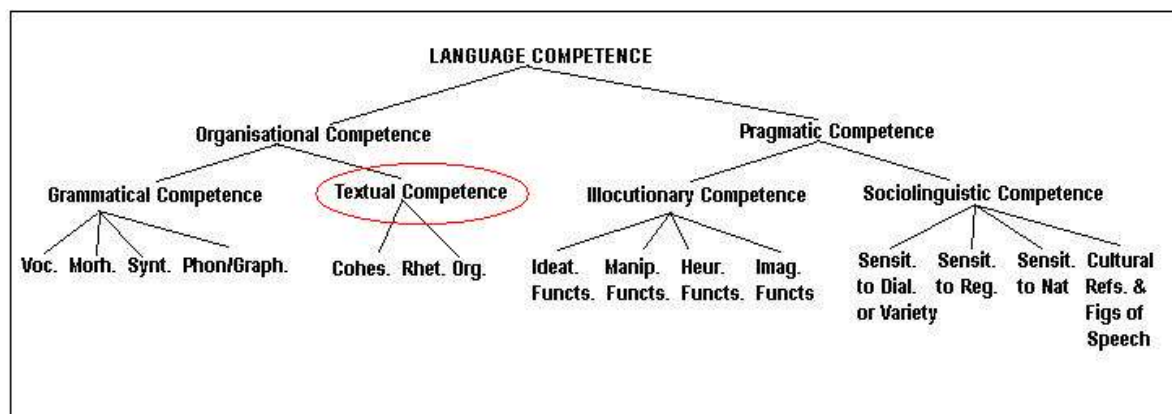 LANGUAGE COMPETENCE
Organisational Competence
Pragmatic Competence
Grammatical Competence
Textual Competence
Illocutionary Competence
Sociolinguistic Competence
Voc. Morh. Synt. Phon/Graph.
Cohes. Rhet. Org.
Ideat.
Functs.
Manip.
Functs.
Heur.
Functs.
Imag.
Functs
Sensit.
to Dial.
or Variety
Sensit.
to Reg.
Sensit.
to Nat
Cultural
Refs. &
Figs of
Speech